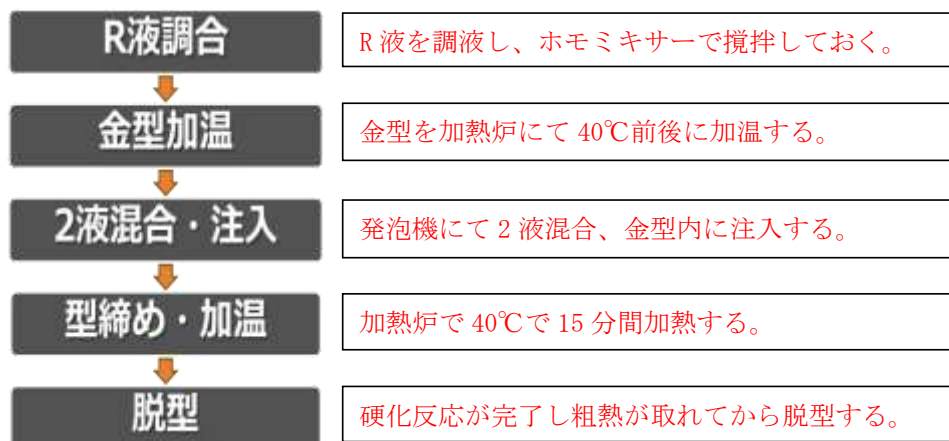 R液調合
R液を調液し、ホモミキサーで撹拌しておく。
金型加温
金型を加熱炉にて40℃前後に加温する。
2液混合・注入
発泡機にて2液混合、金型内に注入する。
型締め・加温
加熱炉で40℃で15分間加熱する。
脱型
硬化反応が完了し粗熱が取れてから脱型する。